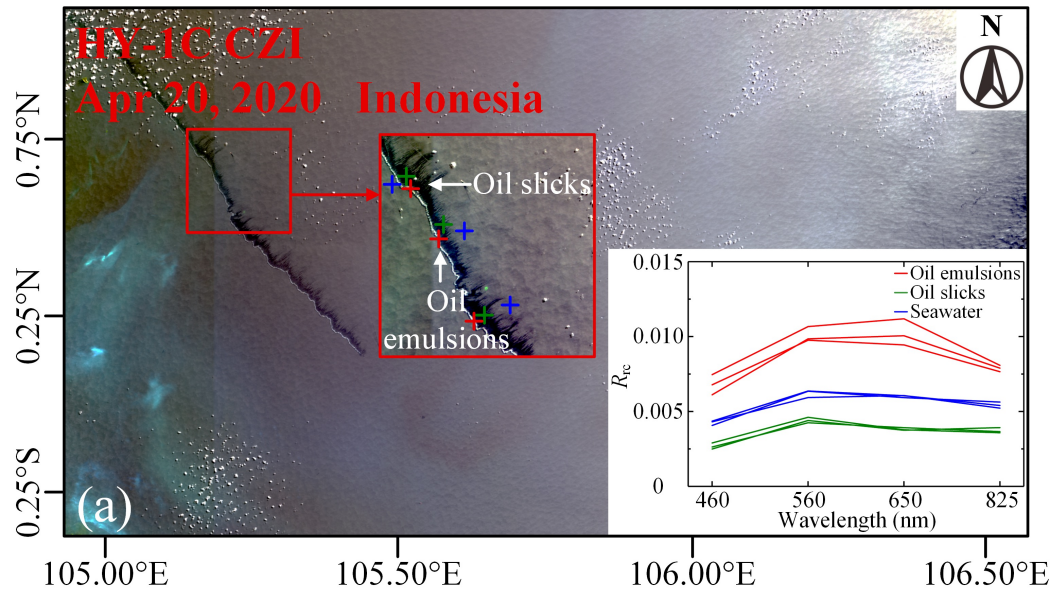 HY-1C CZI
Apr 20, 2020 Indonesia
N
0.75°N
0.25°N
0.25°S
Oil slicks
Oil
emulsions
(a)
0.015
0.010
0.005
0
R_rc
Oil emulsions
Oil slicks
Seawater
460 560 650 825
Wavelength (nm)
105.00°E 105.50°E 106.00°E 106.50°E